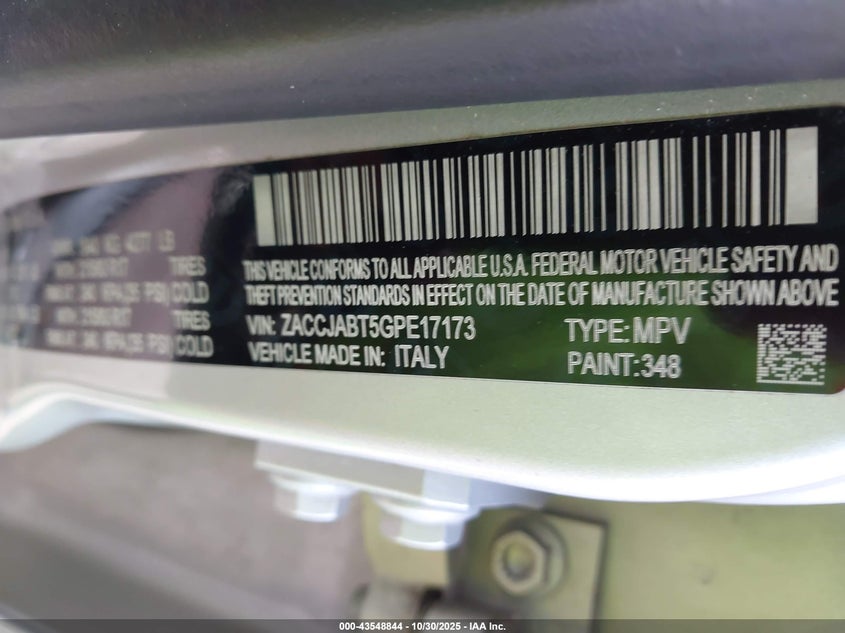 4277 LB
TIRES
COLD
TIRES
COLD
THIS VEHICLE CONFORMS TO ALL APPLICABLE U.S.A. FEDERAL MOTOR VEHICLE SAFETY AND
THEFT PREVENTION STANDARDS IN EFFECT ON THE DATE OF MANUFACTURE SHOWN ABOVE
VIN: ZACCJABT5GPE17173 TYPE: MPV
VEHICLE MADE IN: ITALY PAINT: 348
000-43548844 | 10/30/2025 | IAA Inc.